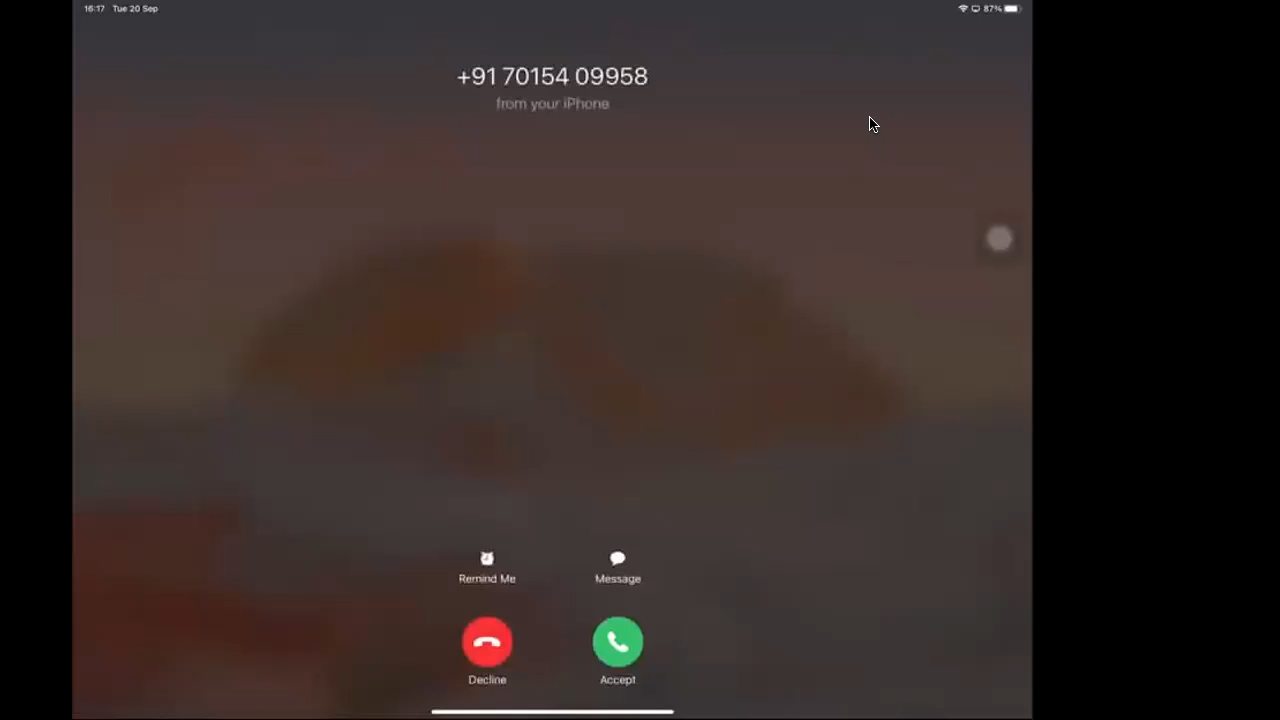 16:17 Tue 20 Sep
87%
+91 70154 09958
from your iPhone
Remind Me
Message
Decline
Accept